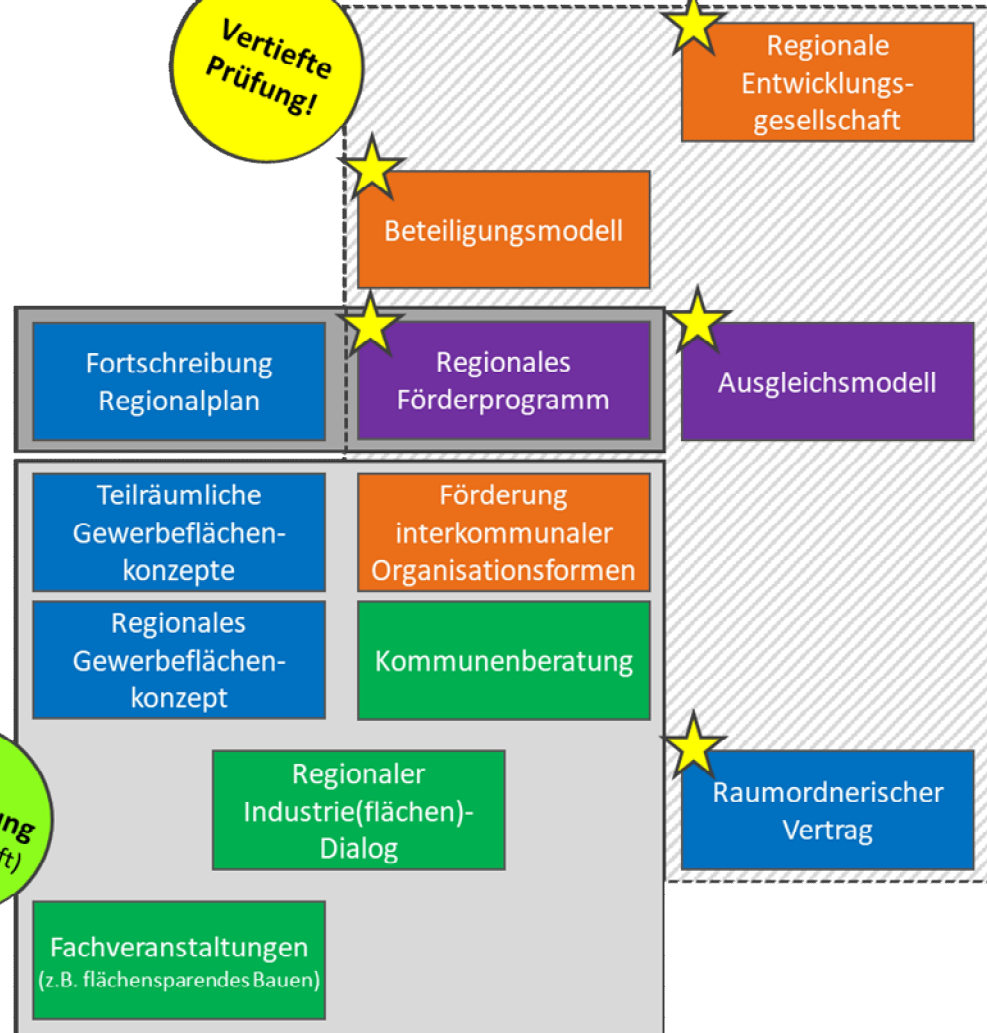 Vertiefte
Prüfung!
Regionale
Entwicklungs-
gesellschaft
Beteiligungsmodell
Fortschreibung
Regionalplan
Regionales
Förderprogramm
Ausgleichsmodell
Teilräumliche
Gewerbeflächen-
konzepte
Förderung
interkommunaler
Organisationsformen
Regionales
Gewerbeflächen-
konzept
Kommunenberatung
Regionaler
Industrie(flächen)-
Dialog
Raumordnerischer
Vertrag
Fachveranstaltungen
(z.B. flächensparendes Bauen)